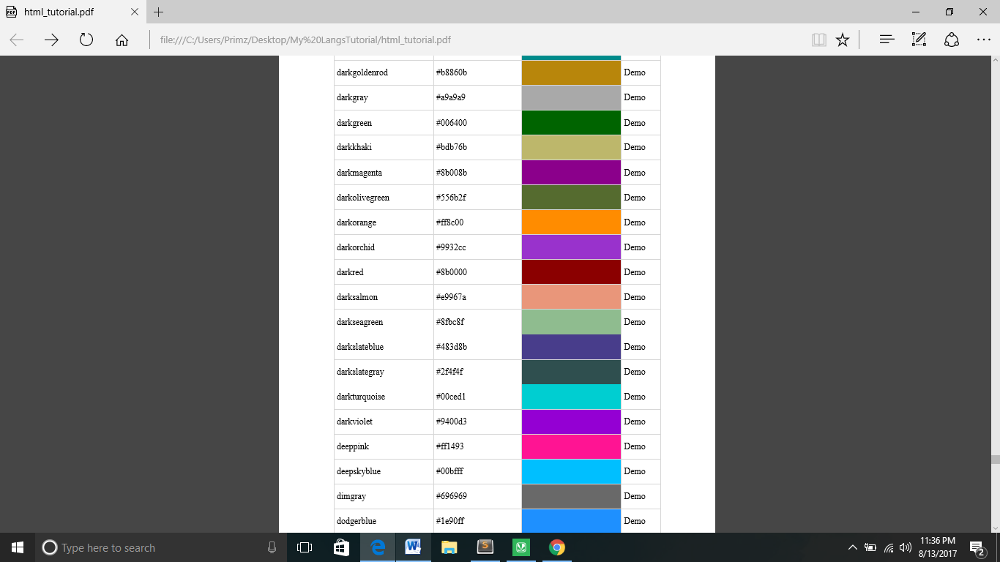 html_tutorial.pdf
file:///C:/Users/Primz/Desktop/My%20LangsTutorial/html_tutorial.pdf
darkgoldenrod #b8860b Demo
darkgray #a9a9a9 Demo
darkgreen #006400 Demo
darkkhaki #bdb76b Demo
darkmagenta #8b008b Demo
darkolivegreen #556b2f Demo
darkorange #ff8c00 Demo
darkorchid #9932cc Demo
darkred #8b0000 Demo
darksalmon #e9967a Demo
darkseagreen #8fbc8f Demo
darkslateblue #483d8b Demo
darkslategray #2f4f4f Demo
darkturquoise #00ced1 Demo
darkviolet #9400d3 Demo
deeppink #ff1493 Demo
deepskyblue #00bfff Demo
dimgray #696969 Demo
dodgerblue #1e90ff Demo
Type here to search
11:36 PM
8/13/2017
2